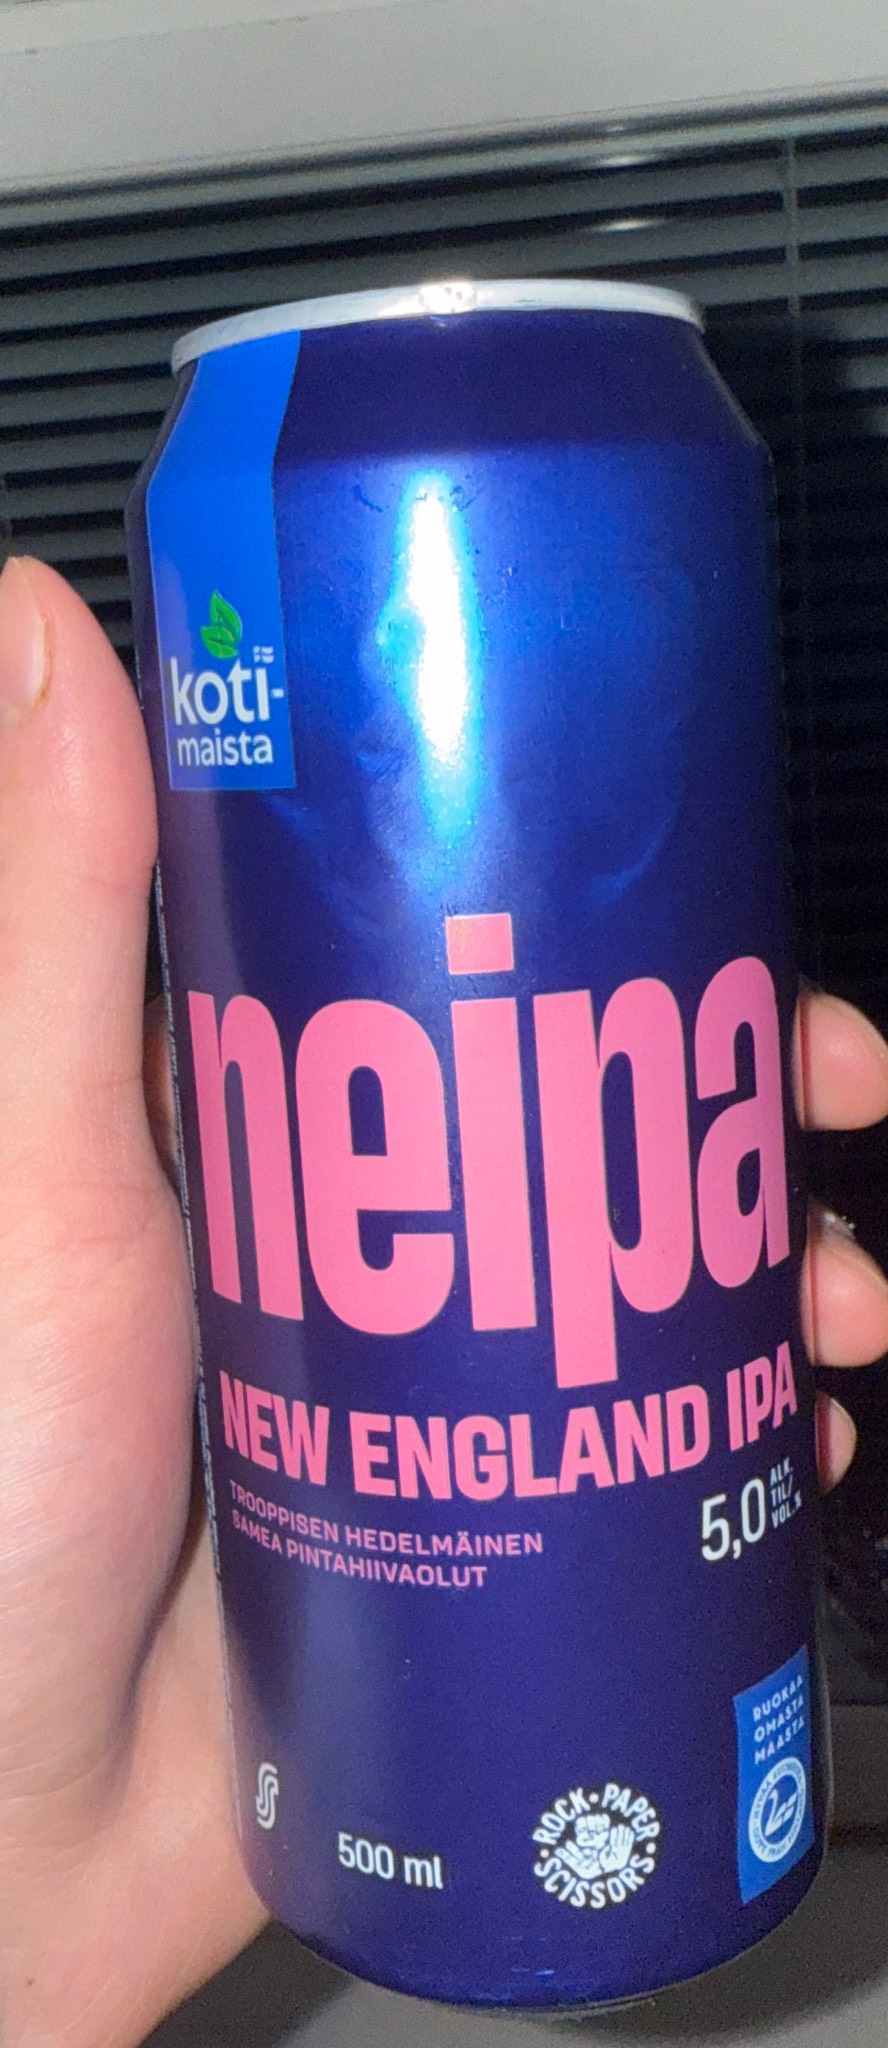 koti-
maista
neipa
NEW ENGLAND IPA
TROOPPISEN HEDELMÄINEN
SAMEA PINTAHIIVAOLUT
5,0 ALK.
TIL/
VOL.%
RUOKAA
OMASTA
MAASTA
500 ml
ROCK·PAPER
·SCISSORS·